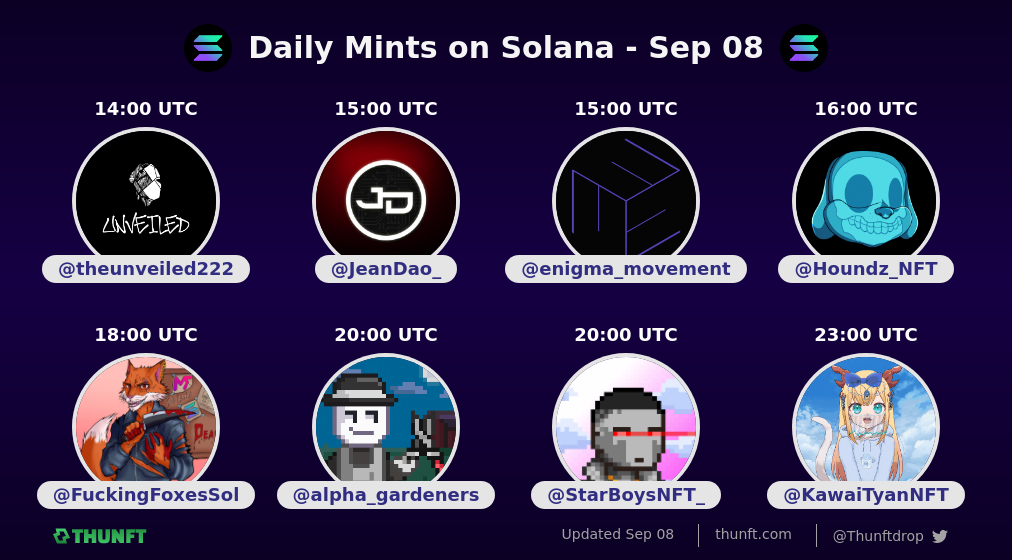 Daily Mints on Solana - Sep 08
14:00 UTC
15:00 UTC
15:00 UTC
16:00 UTC
UNVEILED
JD
@theunveiled222
@JeanDao_
@enigma_movement
@Houndz_NFT
18:00 UTC
20:00 UTC
20:00 UTC
23:00 UTC
@FuckingFoxesSol
@alpha_gardeners
@StarBoysNFT_
@KawaiTyanNFT
THUNFT
Updated Sep 08
thunft.com
@Thunftdrop